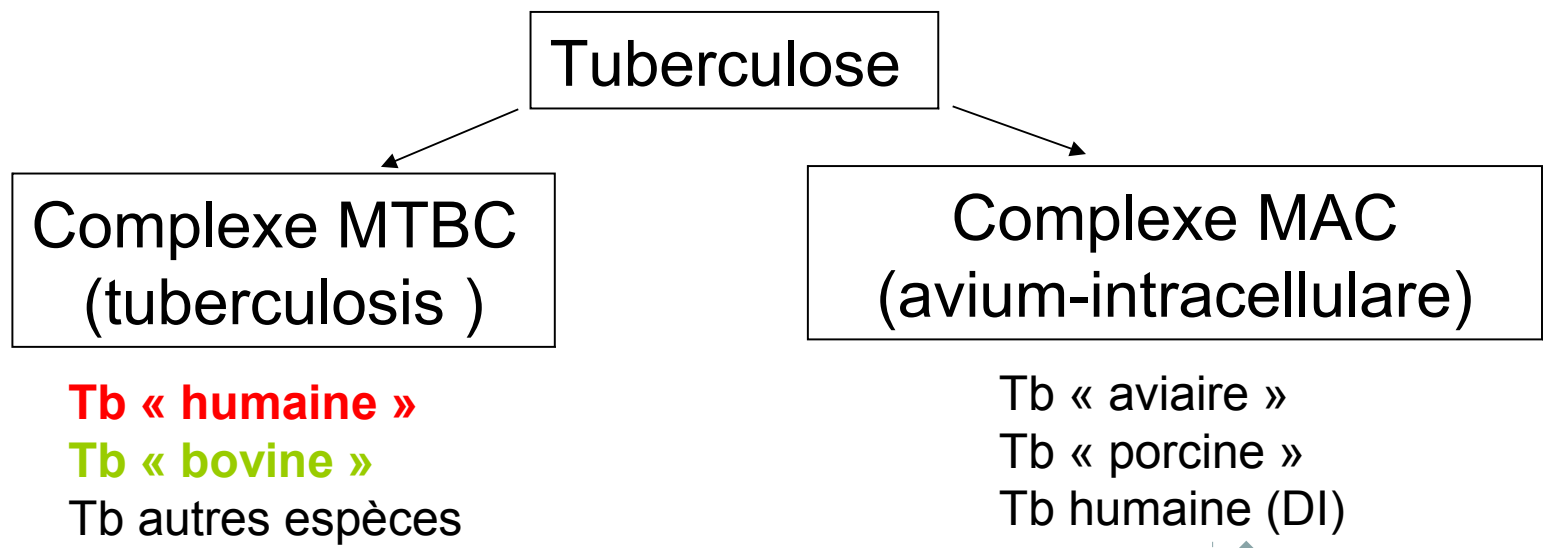 Tuberculose
Complexe MTBC
(tuberculosis )
Complexe MAC
(avium-intracellulare)
Tb « humaine »
Tb « bovine »
Tb autres espèces
Tb « aviaire »
Tb « porcine »
Tb humaine (DI)